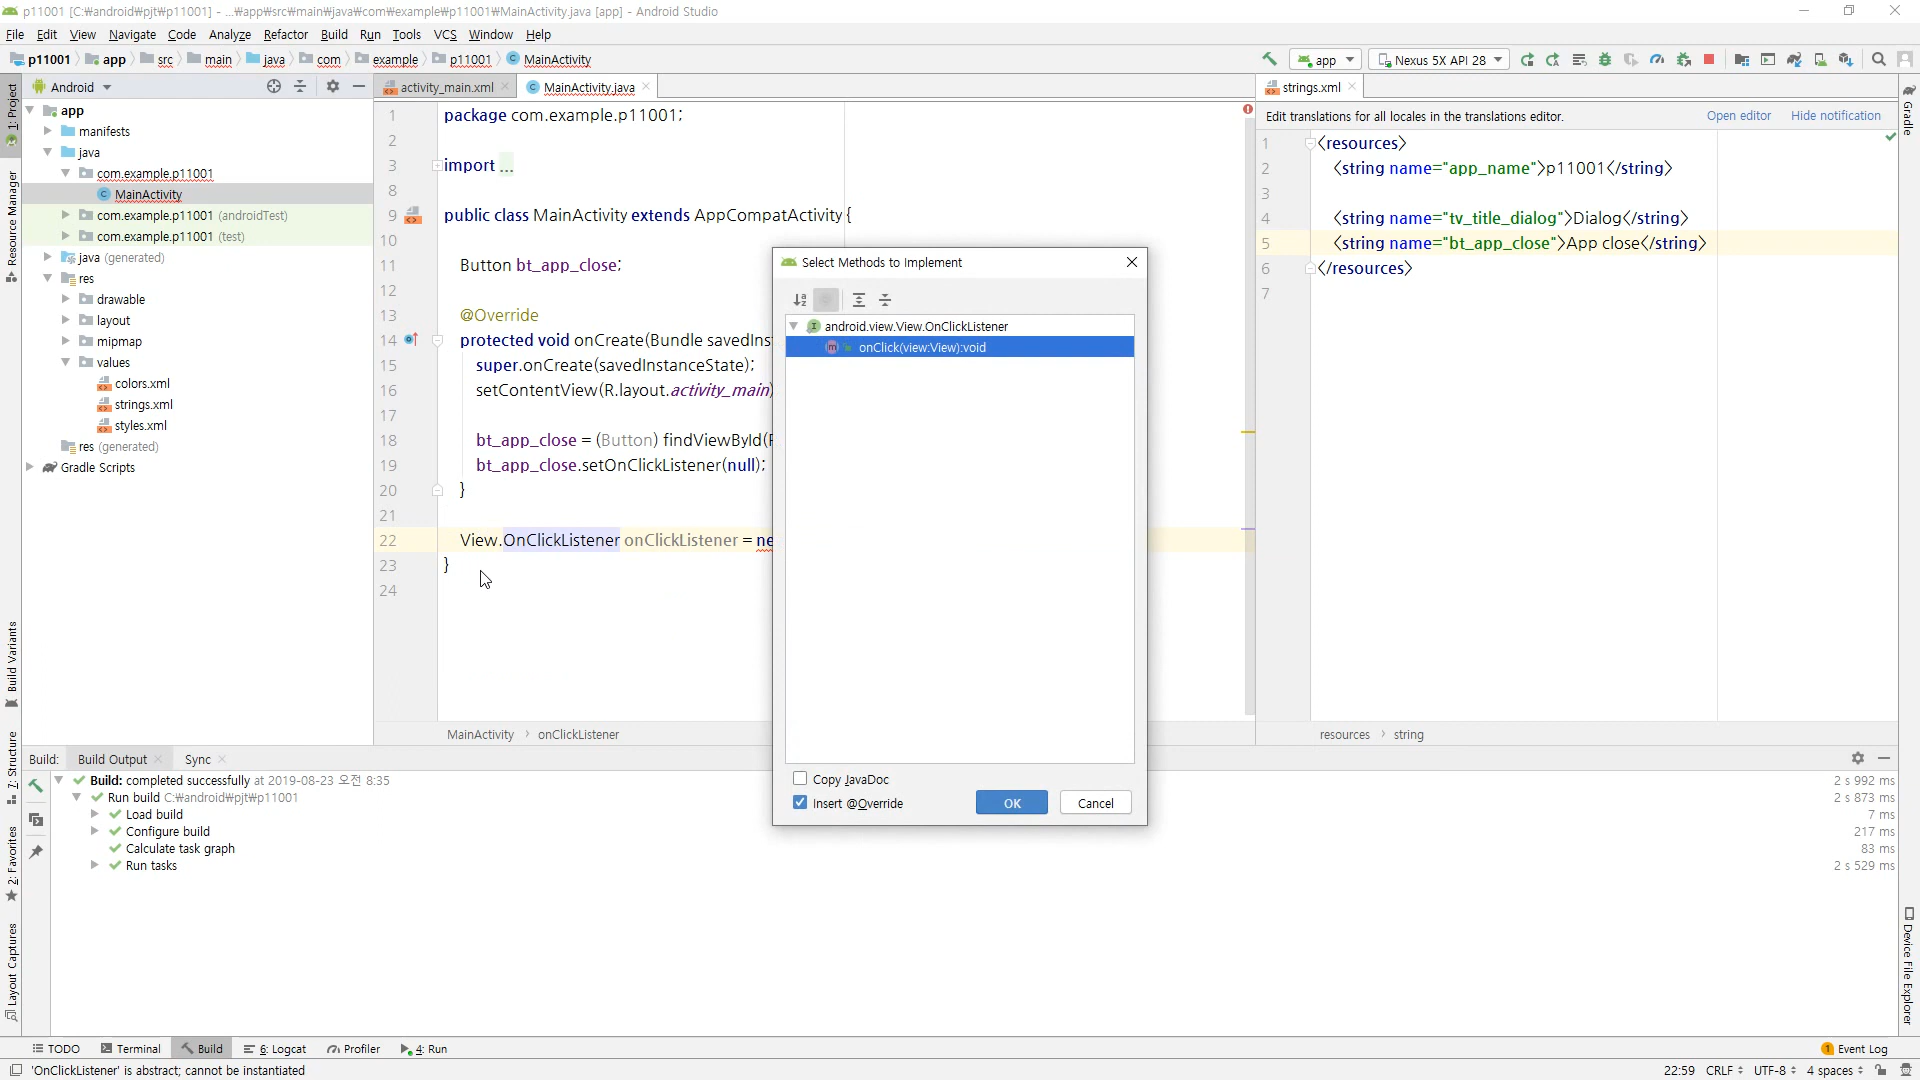 p11001 [C:₩android₩pjt₩p11001] - ...₩app₩src₩main₩java₩com₩example₩p11001₩MainActivity.java [app] - Android Studio
File Edit View Navigate Code Analyze Refactor Build Run Tools VCS Window Help
p11001 app src main java com example p11001 MainActivity app Nexus 5X API 28
1: Project
Resource Manager
Build Variants
7: Structure
2: Favorites
Layout Captures
Android
app
manifests
java
com.example.p11001
MainActivity
com.example.p11001 (androidTest)
com.example.p11001 (test)
java (generated)
res
drawable
layout
mipmap
values
colors.xml
strings.xml
styles.xml
res (generated)
Gradle Scripts
activity_main.xml MainActivity.java
1 package com.example.p11001;
2
3 import ...
8
9 public class MainActivity extends AppCompatActivity {
10
11 Button bt_app_close;
12
13 @Override
14 protected void onCreate(Bundle savedInst
15 super.onCreate(savedInstanceState);
16 setContentView(R.layout.activity_main)
17
18 bt_app_close = (Button) findViewById(R
19 bt_app_close.setOnClickListener(null);
20 }
21
22 View.OnClickListener onClickListener = ne
23 }
24
MainActivity › onClickListener
Select Methods to Implement
android.view.View.OnClickListener
onClick(view:View):void
Copy JavaDoc
Insert @Override
OK Cancel
strings.xml
Edit translations for all locales in the translations editor. Open editor Hide notification
1 <resources>
2 <string name="app_name">p11001</string>
3
4 <string name="tv_title_dialog">Dialog</string>
5 <string name="bt_app_close">App close</string>
6 </resources>
7
resources › string
Gradle
Device File Explorer
Build: Build Output Sync
Build: completed successfully at 2019-08-23 오전 8:35 2 s 992 ms
Run build C:₩android₩pjt₩p11001 2 s 873 ms
Load build 7 ms
Configure build 217 ms
Calculate task graph 83 ms
Run tasks 2 s 529 ms
TODO Terminal Build 6: Logcat Profiler 4: Run 1 Event Log
'OnClickListener' is abstract; cannot be instantiated 22:59 CRLF UTF-8 4 spaces